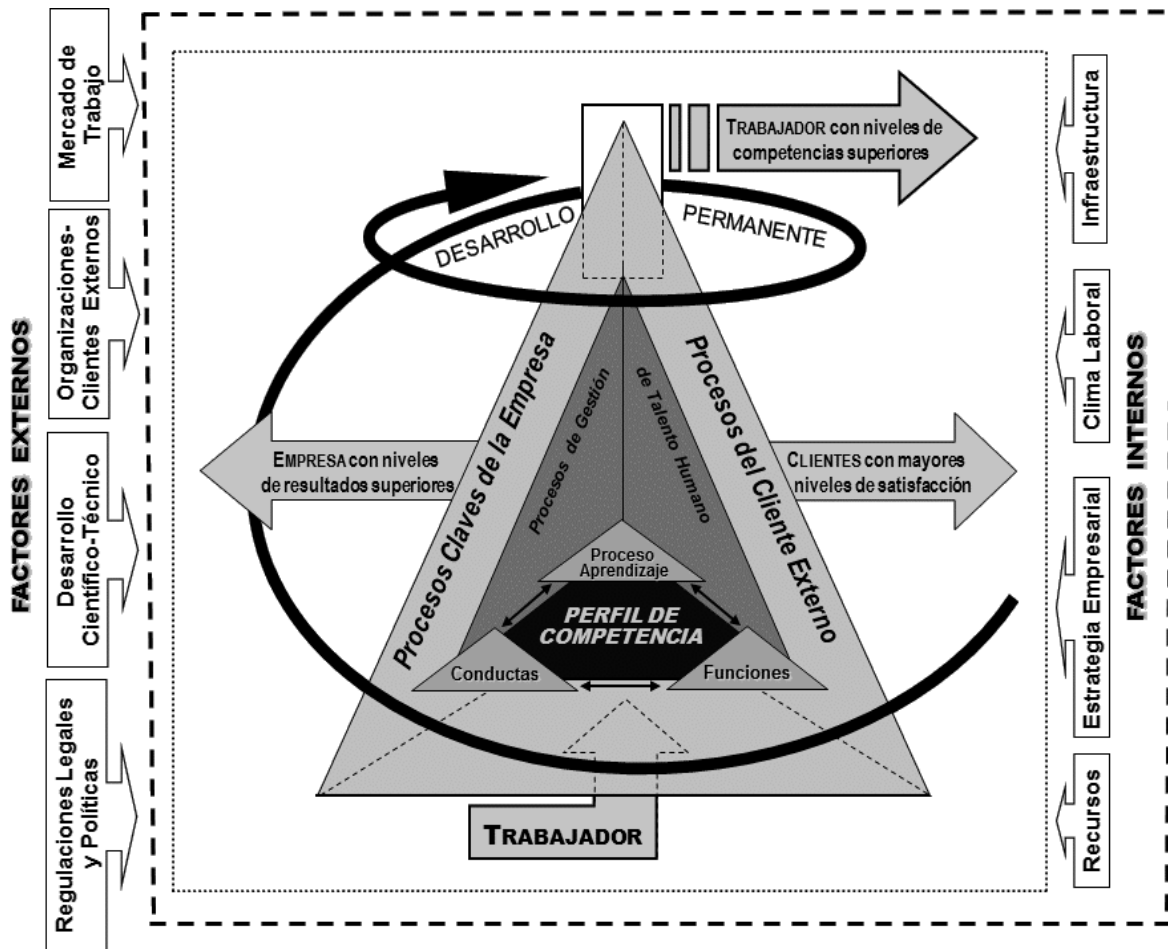 FACTORES EXTERNOS
Mercado de
Trabajo
Organizaciones-
Clientes Externos
Desarrollo
Científico-Técnico
Regulaciones Legales
y Políticas
TRABAJADOR con niveles de
competencias superiores
DESARROLLO
PERMANENTE
Procesos Claves de la Empresa
Procesos de Gestión
de Talento Humano
Procesos del Cliente Externo
EMPRESA con niveles
de resultados superiores
CLIENTES con mayores
niveles de satisfacción
Proceso
Aprendizaje
PERFIL DE
COMPETENCIA
Conductas
Funciones
TRABAJADOR
Infraestructura
Clima Laboral
Estrategia Empresarial
Recursos
FACTORES INTERNOS